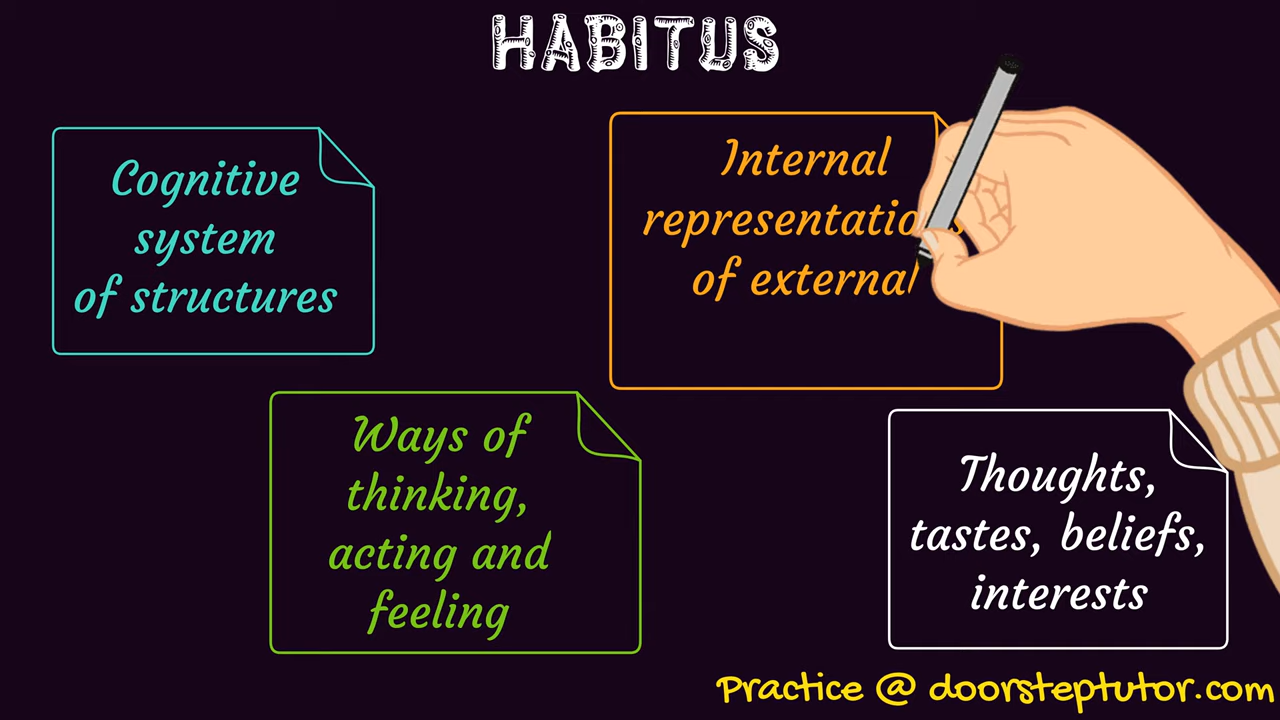 HABITUS
Cognitive
system
of structures
Internal
representations
of external
Ways of
thinking,
acting and
feeling
Thoughts,
tastes, beliefs,
interests
Practice @ doorsteptutor.com